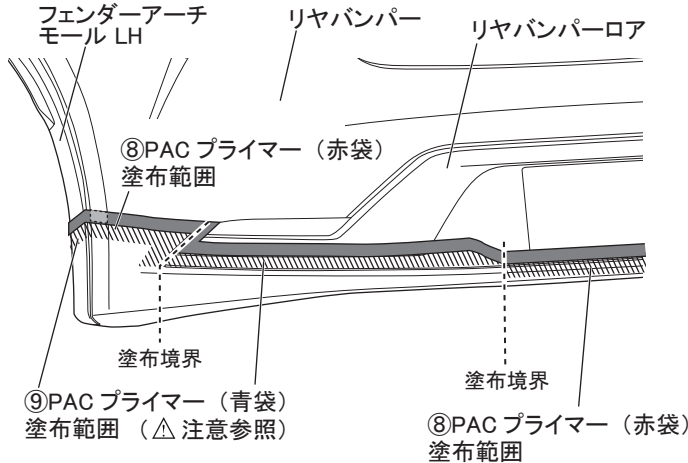 フェンダーアーチ
モール LH
リヤバンパー
リヤバンパーロア
⑧PAC プライマー（赤袋）
塗布範囲
塗布境界
塗布境界
⑨PAC プライマー（青袋）
塗布範囲 （⚠ 注意参照）
⑧PAC プライマー（赤袋）
塗布範囲